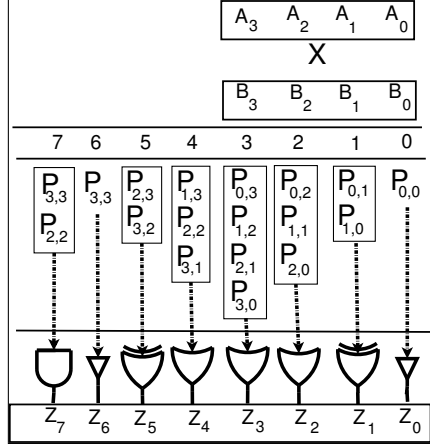 A3 A2 A1 A0
X
B3 B2 B1 B0
7 6 5 4 3 2 1 0
P3,3 P3,3 P2,3 P1,3 P0,3 P0,2 P0,1 P0,0
P2,2 P3,2 P2,2 P1,2 P1,1 P1,0
P3,1 P2,1 P2,0
P3,0
Z7 Z6 Z5 Z4 Z3 Z2 Z1 Z0